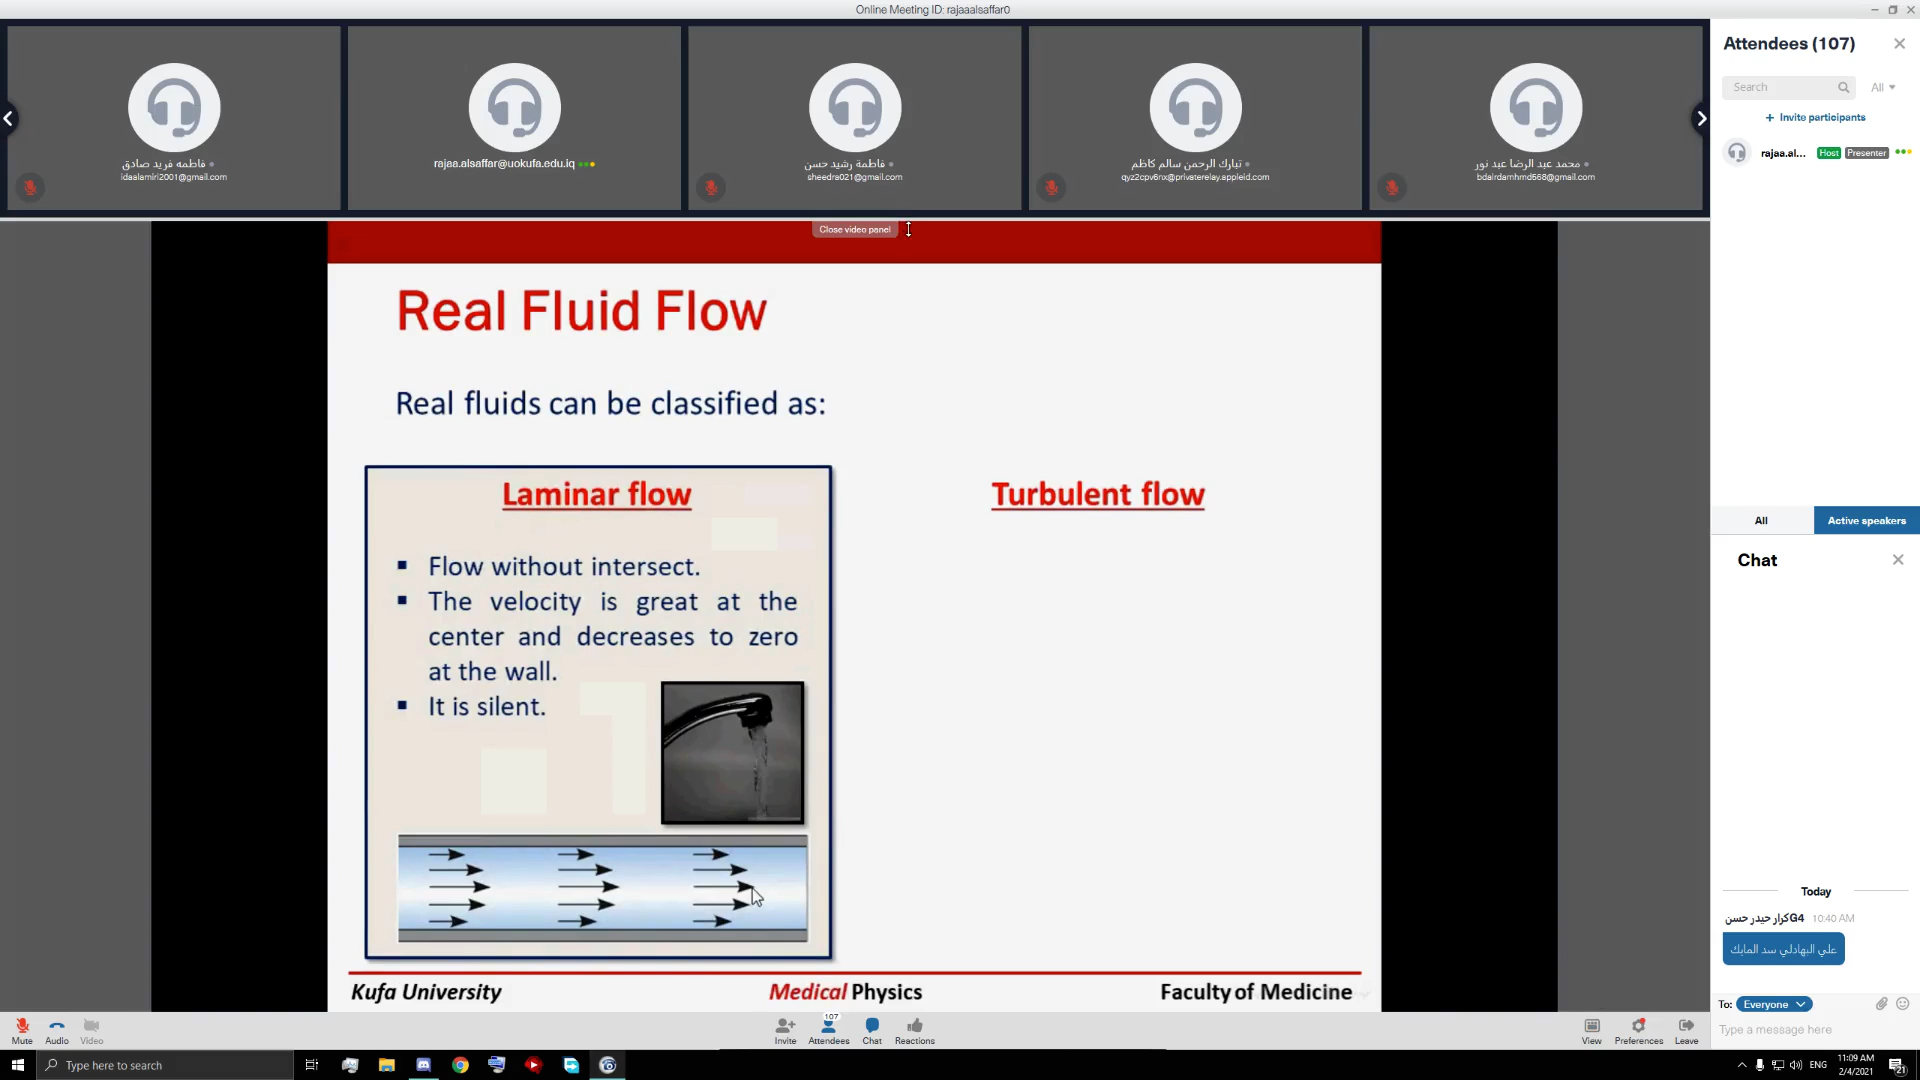 Online Meeting ID: rajaaalsaffar0
فاطمه فريد صادق
idaalamiri2001@gmail.com
rajaa.alsaffar@uokufa.edu.iq
فاطمة رشيد حسن
sheedra021@gmail.com
تبارك الرحمن سالم كاظم
qyz2cpv6nx@privaterelay.appleid.com
محمد عبد الرضا عبد نور
bdalrdamhmd568@gmail.com
Close video panel
Real Fluid Flow
Real fluids can be classified as:
Laminar flow
▪ Flow without intersect.
▪ The velocity is great at the
center and decreases to zero
at the wall.
▪ It is silent.
Turbulent flow
Kufa University
Medical Physics
Faculty of Medicine
Attendees (107)
Search
All
+ Invite participants
rajaa.al... Host Presenter
All
Active speakers
Chat
Today
G4كرار حيدر حسن 10:40 AM
علي البهادلي سد المايك
To: Everyone
Type a message here
Mute
Audio
Video
Invite
107
Attendees
Chat
Reactions
View
Preferences
Leave
Type here to search
ENG
11:09 AM
2/4/2021
21